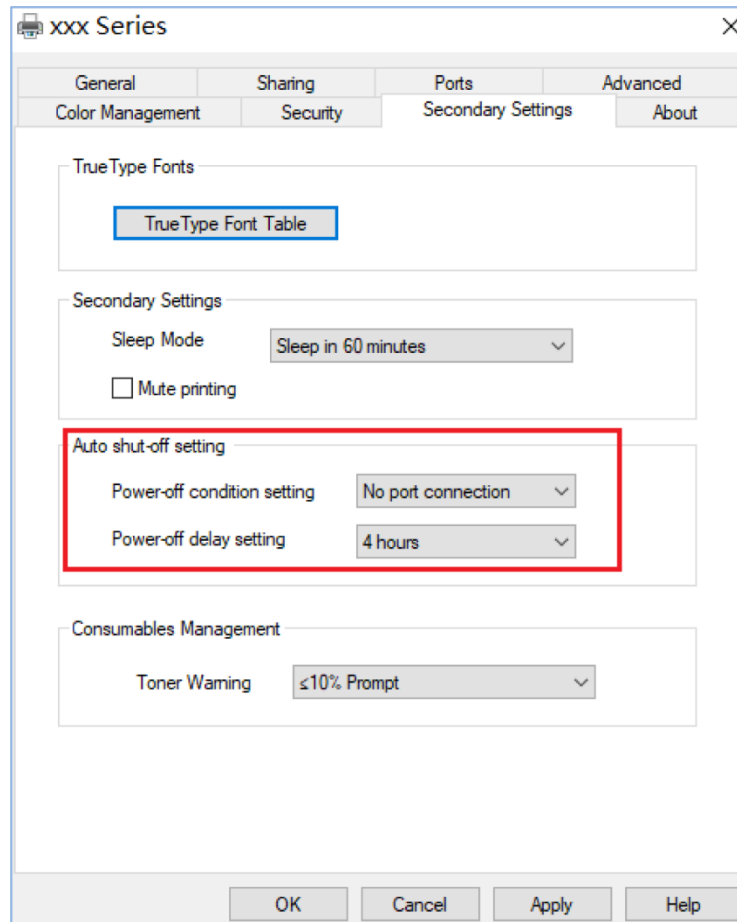 xxx Series
General Sharing Ports Advanced
Color Management Security Secondary Settings About
TrueType Fonts
TrueType Font Table
Secondary Settings
Sleep Mode Sleep in 60 minutes
Mute printing
Auto shut-off setting
Power-off condition setting No port connection
Power-off delay setting 4 hours
Consumables Management
Toner Warning ≤10% Prompt
OK Cancel Apply Help